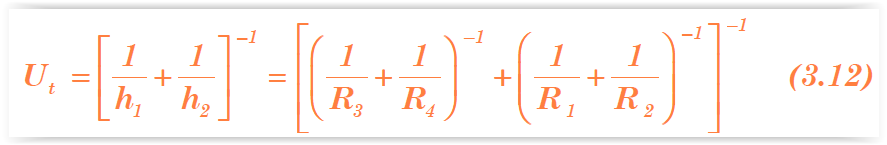 U_t = [1/h_1 + 1/h_2]^{-1} = [(1/R_3 + 1/R_4)^{-1} + (1/R_1 + 1/R_2)^{-1}]^{-1} (3.12)